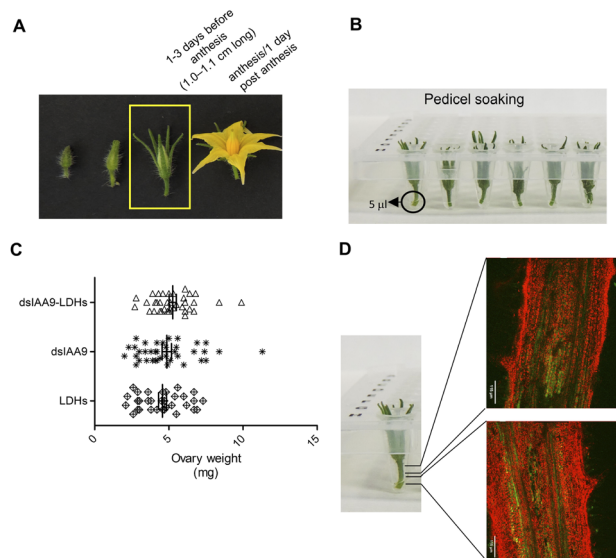 A
1-3 days before
anthesis
(1.0–1.1 cm long)
anthesis/1 day
post anthesis
B
Pedicel soaking
5 µl
C
dsIAA9-LDHs
dsIAA9
LDHs
0
5
10
15
Ovary weight
(mg)
D